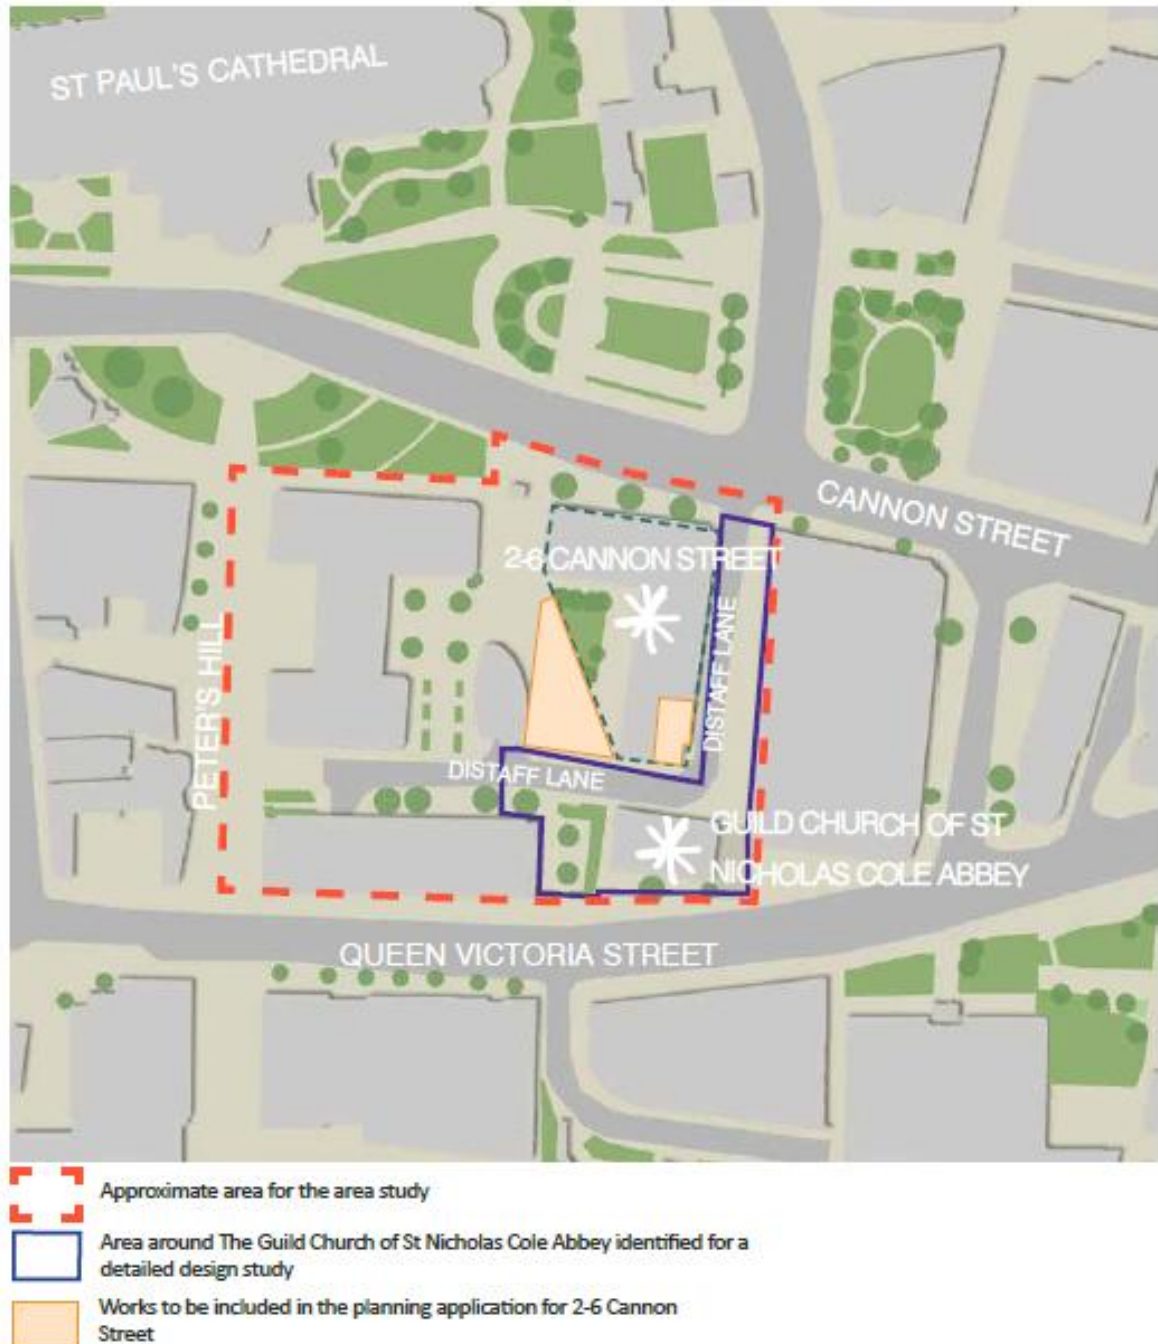 ST PAUL'S CATHEDRAL
CANNON STREET
2-6 CANNON STREET
DISTAFF LANE
PETER'S HILL
DISTAFF LANE
GUILD CHURCH OF ST
NICHOLAS COLE ABBEY
QUEEN VICTORIA STREET
Approximate area for the area study
Area around The Guild Church of St Nicholas Cole Abbey identified for a
detailed design study
Works to be included in the planning application for 2-6 Cannon
Street